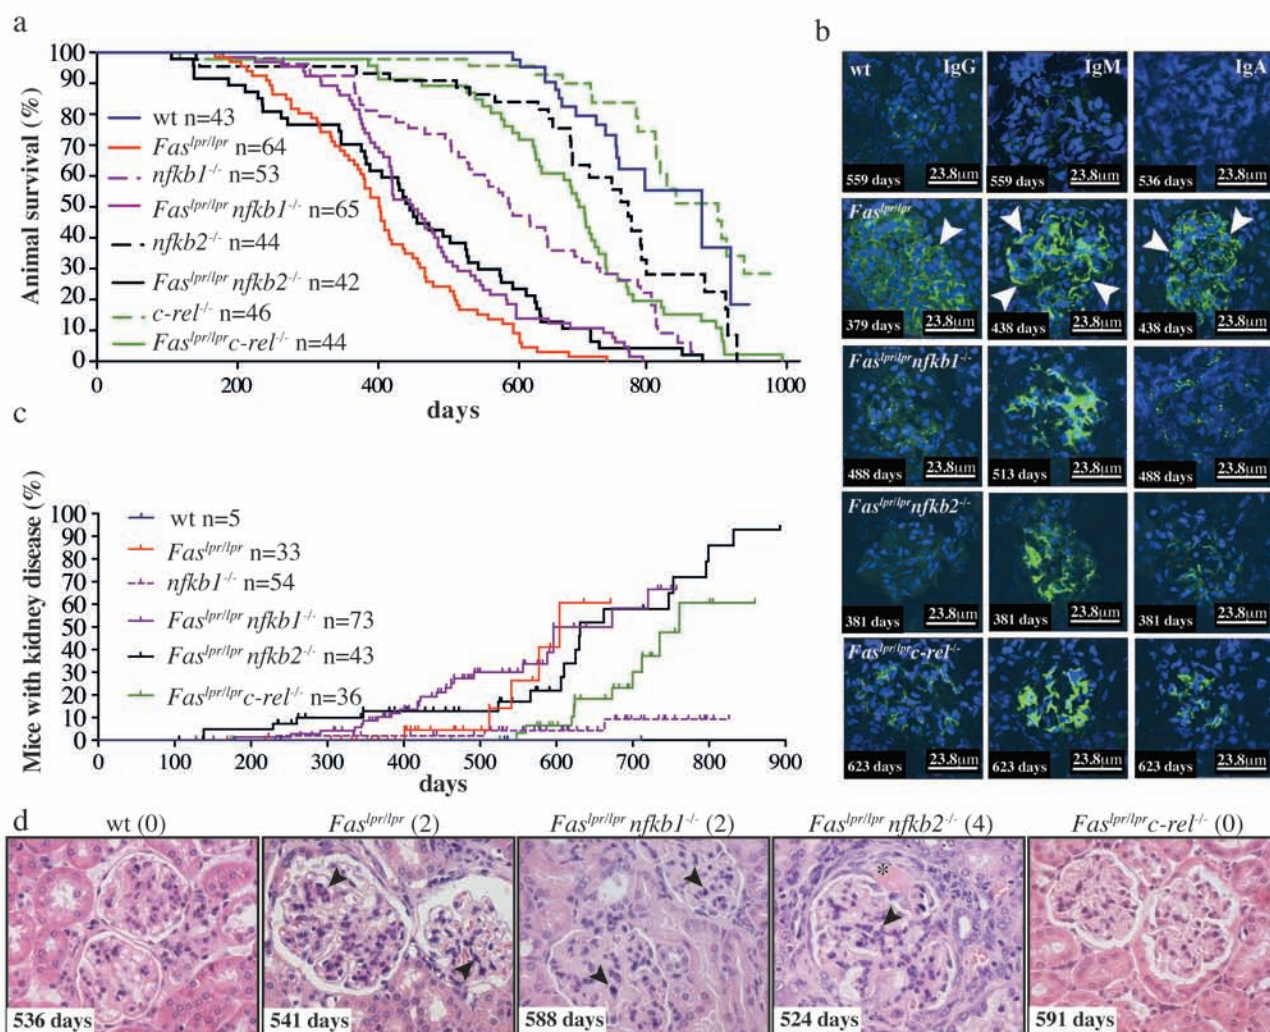 a
Animal survival (%)
100
90
80
70
60
50
40
30
20
10
0
wt n=43
Fas^lpr/lpr n=64
nfkb1^-/- n=53
Fas^lpr/lpr nfkb1^-/- n=65
nfkb2^-/- n=44
Fas^lpr/lpr nfkb2^-/- n=42
c-rel^-/- n=46
Fas^lpr/lpr c-rel^-/- n=44
0 200 400 600 800 1000
days
b
wt IgG IgM IgA
559 days 23.8μm 559 days 23.8μm 536 days 23.8μm
Fas^lpr/lpr
379 days 23.8μm 438 days 23.8μm 438 days 23.8μm
Fas^lpr/lpr nfkb1^-/-
488 days 23.8μm 513 days 23.8μm 488 days 23.8μm
Fas^lpr/lpr nfkb2^-/-
381 days 23.8μm 381 days 23.8μm 381 days 23.8μm
Fas^lpr/lpr c-rel^-/-
623 days 23.8μm 623 days 23.8μm 623 days 23.8μm
c
Mice with kidney disease (%)
100
90
80
70
60
50
40
30
20
10
0
wt n=5
Fas^lpr/lpr n=33
nfkb1^-/- n=54
Fas^lpr/lpr nfkb1^-/- n=73
Fas^lpr/lpr nfkb2^-/- n=43
Fas^lpr/lpr c-rel^-/- n=36
0 100 200 300 400 500 600 700 800 900
days
d
wt (0) Fas^lpr/lpr (2) Fas^lpr/lpr nfkb1^-/- (2) Fas^lpr/lpr nfkb2^-/- (4) Fas^lpr/lpr c-rel^-/- (0)
*
536 days 541 days 588 days 524 days 591 days